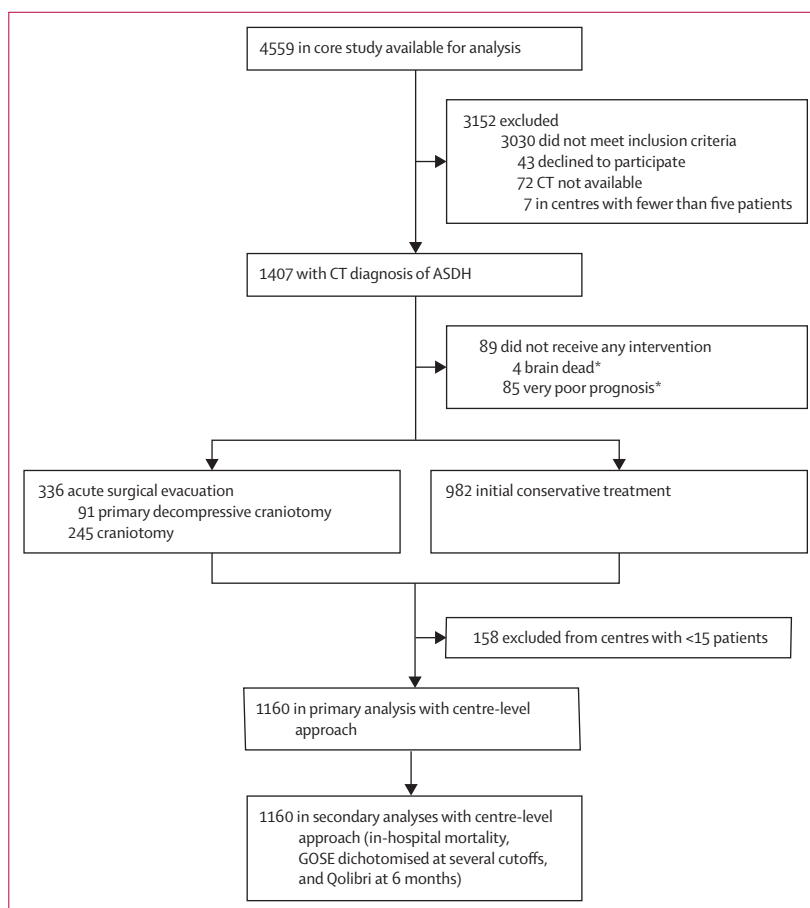 4559 in core study available for analysis
3152 excluded
3030 did not meet inclusion criteria
43 declined to participate
72 CT not available
7 in centres with fewer than five patients
1407 with CT diagnosis of ASDH
89 did not receive any intervention
4 brain dead*
85 very poor prognosis*
336 acute surgical evacuation
91 primary decompressive craniotomy
245 craniotomy
982 initial conservative treatment
158 excluded from centres with <15 patients
1160 in primary analysis with centre-level
approach
1160 in secondary analyses with centre-level
approach (in-hospital mortality,
GOSE dichotomised at several cutoffs,
and Qolibri at 6 months)